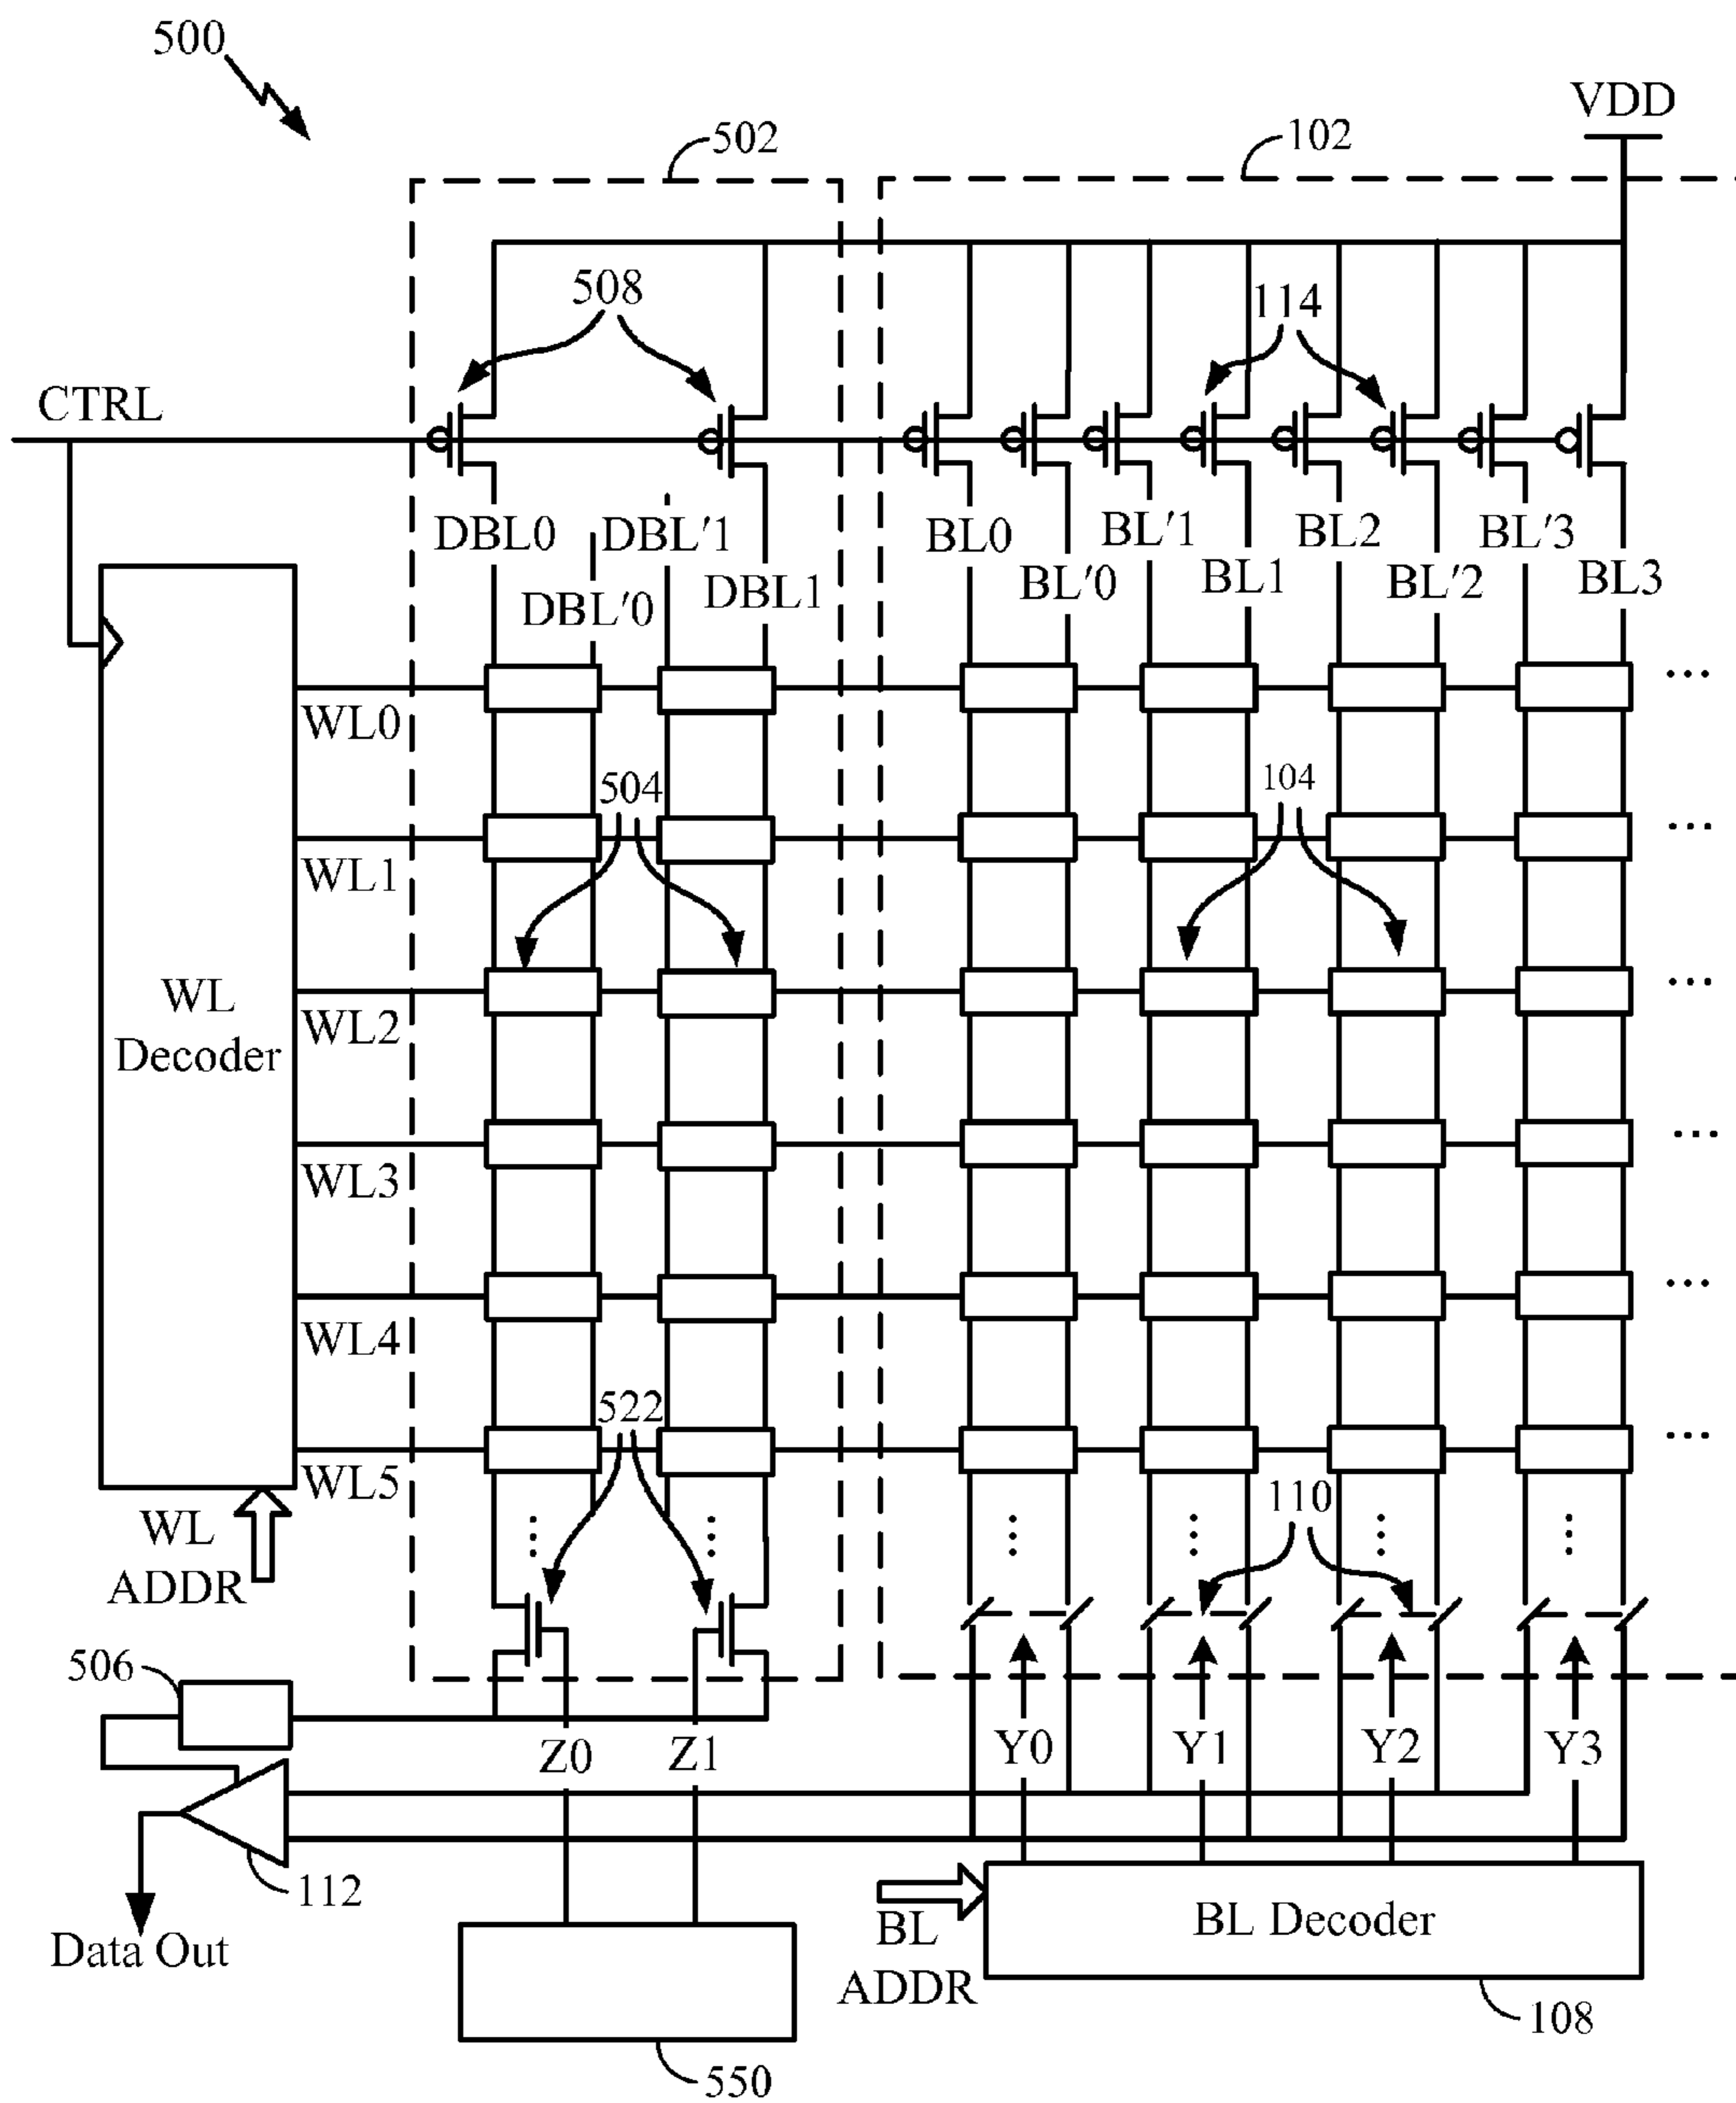 500
VDD
502
102
508
114
CTRL
DBL0
DBL'1
BL0
BL'1
BL2
BL'3
DBL'0
DBL1
BL'0
BL1
BL'2
BL3
WL0
504
104
WL1
WL
Decoder
WL2
WL3
WL4
522
WL5
110
WL
ADDR
506
Z0
Z1
Y0
Y1
Y2
Y3
112
Data Out
BL
ADDR
BL Decoder
108
550